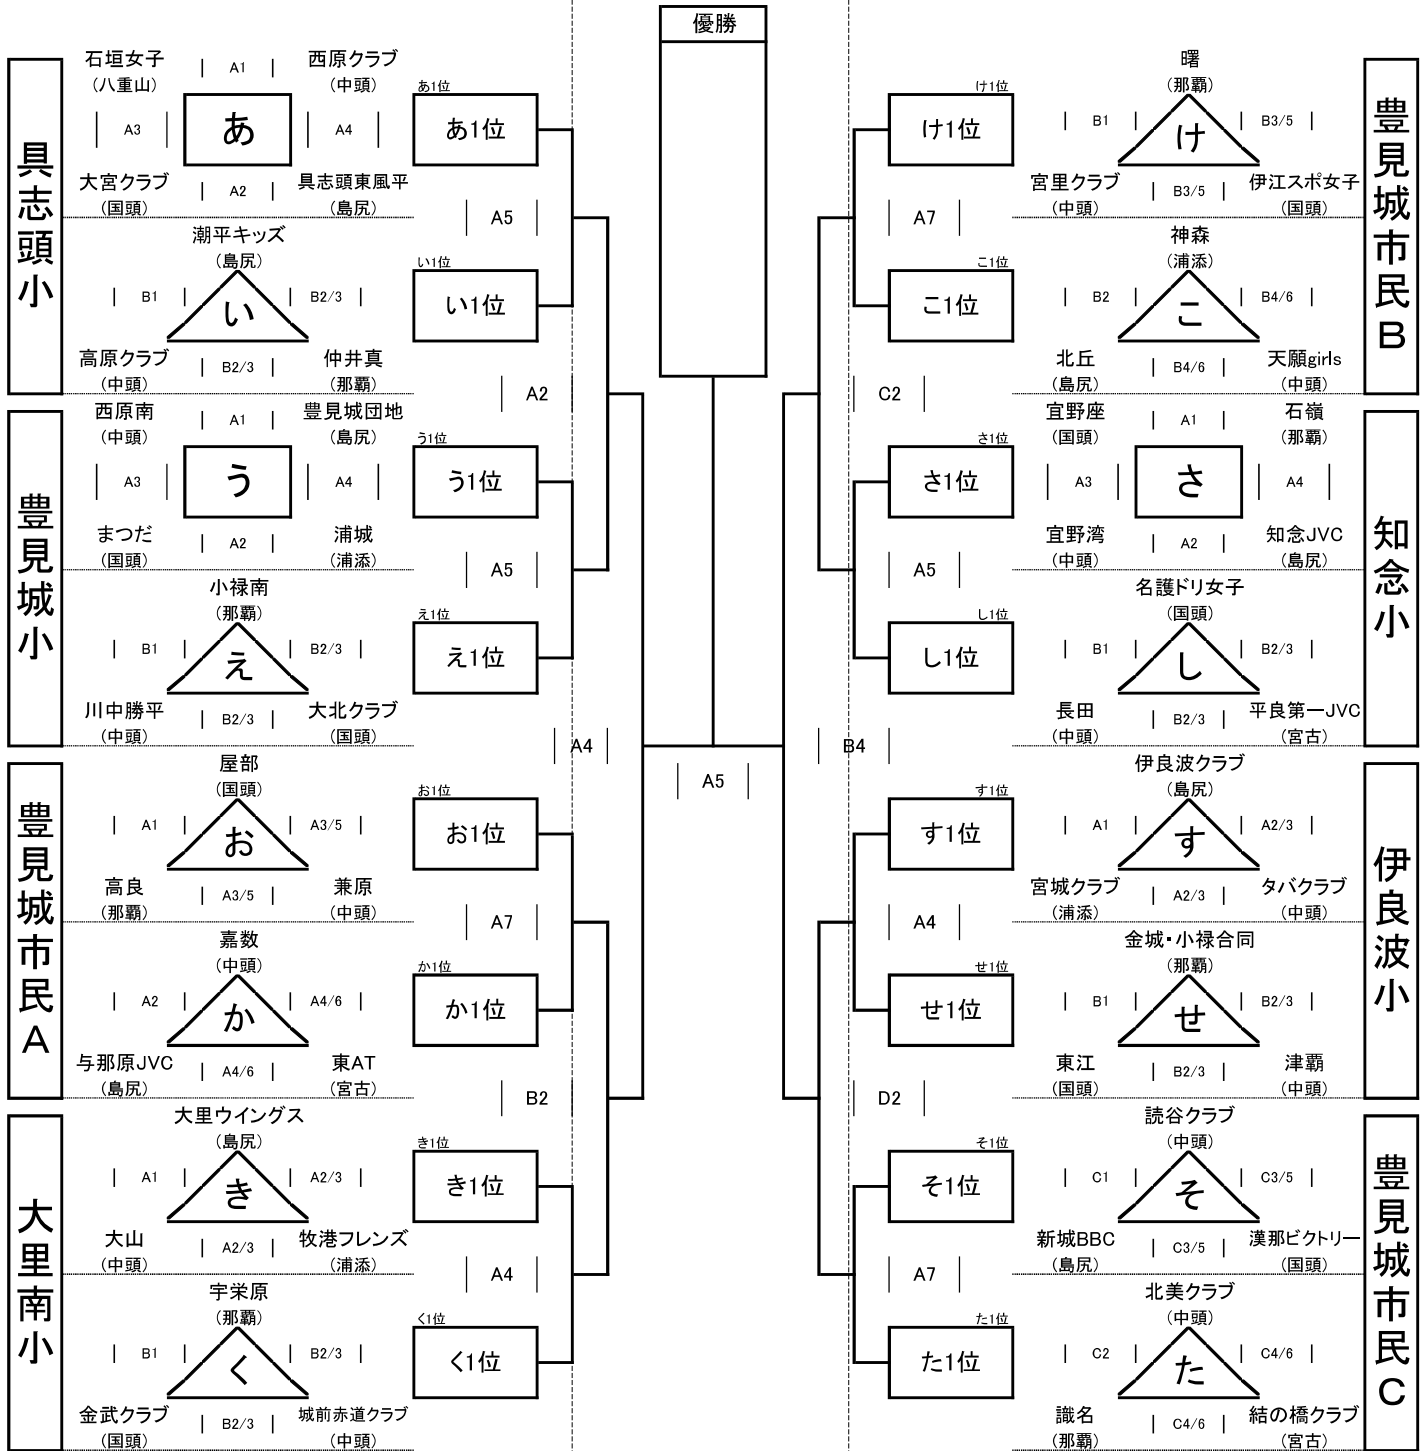 優勝
具志頭小
石垣女子
(八重山)
A1
西原クラブ
(中頭)
A3
あ
A4
大宮クラブ
(国頭)
A2
具志頭東風平
(島尻)
あ1位
あ1位
A5
潮平キッズ
(島尻)
B1
い
B2/3
高原クラブ
(中頭)
B2/3
仲井真
(那覇)
い1位
い1位
A2
豊見城小
西原南
(中頭)
A1
豊見城団地
(島尻)
A3
う
A4
まつだ
(国頭)
A2
浦城
(浦添)
う1位
う1位
A5
小禄南
(那覇)
B1
え
B2/3
川中勝平
(中頭)
B2/3
大北クラブ
(国頭)
え1位
え1位
A4
豊見城市民A
屋部
(国頭)
A1
お
A3/5
高良
(那覇)
A3/5
兼原
(中頭)
お1位
お1位
A7
嘉数
(中頭)
A2
か
A4/6
与那原JVC
(島尻)
A4/6
東AT
(宮古)
か1位
か1位
B2
大里南小
大里ウイングス
(島尻)
A1
き
A2/3
大山
(中頭)
A2/3
牧港フレンズ
(浦添)
き1位
き1位
A4
宇栄原
(那覇)
B1
く
B2/3
金武クラブ
(国頭)
B2/3
城前赤道クラブ
(中頭)
く1位
く1位
A5
豊見城市民B
け1位
け1位
曙
(那覇)
B1
け
B3/5
宮里クラブ
(中頭)
B3/5
伊江スポ女子
(国頭)
A7
こ1位
こ1位
神森
(浦添)
B2
こ
B4/6
北丘
(島尻)
B4/6
天願girls
(中頭)
C2
知念小
さ1位
さ1位
宜野座
(国頭)
A1
石嶺
(那覇)
A3
さ
A4
宜野湾
(中頭)
A2
知念JVC
(島尻)
A5
し1位
し1位
名護ドリ女子
(国頭)
B1
し
B2/3
長田
(中頭)
B2/3
平良第一JVC
(宮古)
B4
伊良波小
す1位
す1位
伊良波クラブ
(島尻)
A1
す
A2/3
宮城クラブ
(浦添)
A2/3
タバクラブ
(中頭)
A4
せ1位
せ1位
金城・小禄合同
(那覇)
B1
せ
B2/3
東江
(国頭)
B2/3
津覇
(中頭)
D2
豊見城市民C
そ1位
そ1位
読谷クラブ
(中頭)
C1
そ
C3/5
新城BBC
(島尻)
C3/5
漢那ビクトリー
(国頭)
A7
た1位
た1位
北美クラブ
(中頭)
C2
た
C4/6
識名
(那覇)
C4/6
結の橋クラブ
(宮古)